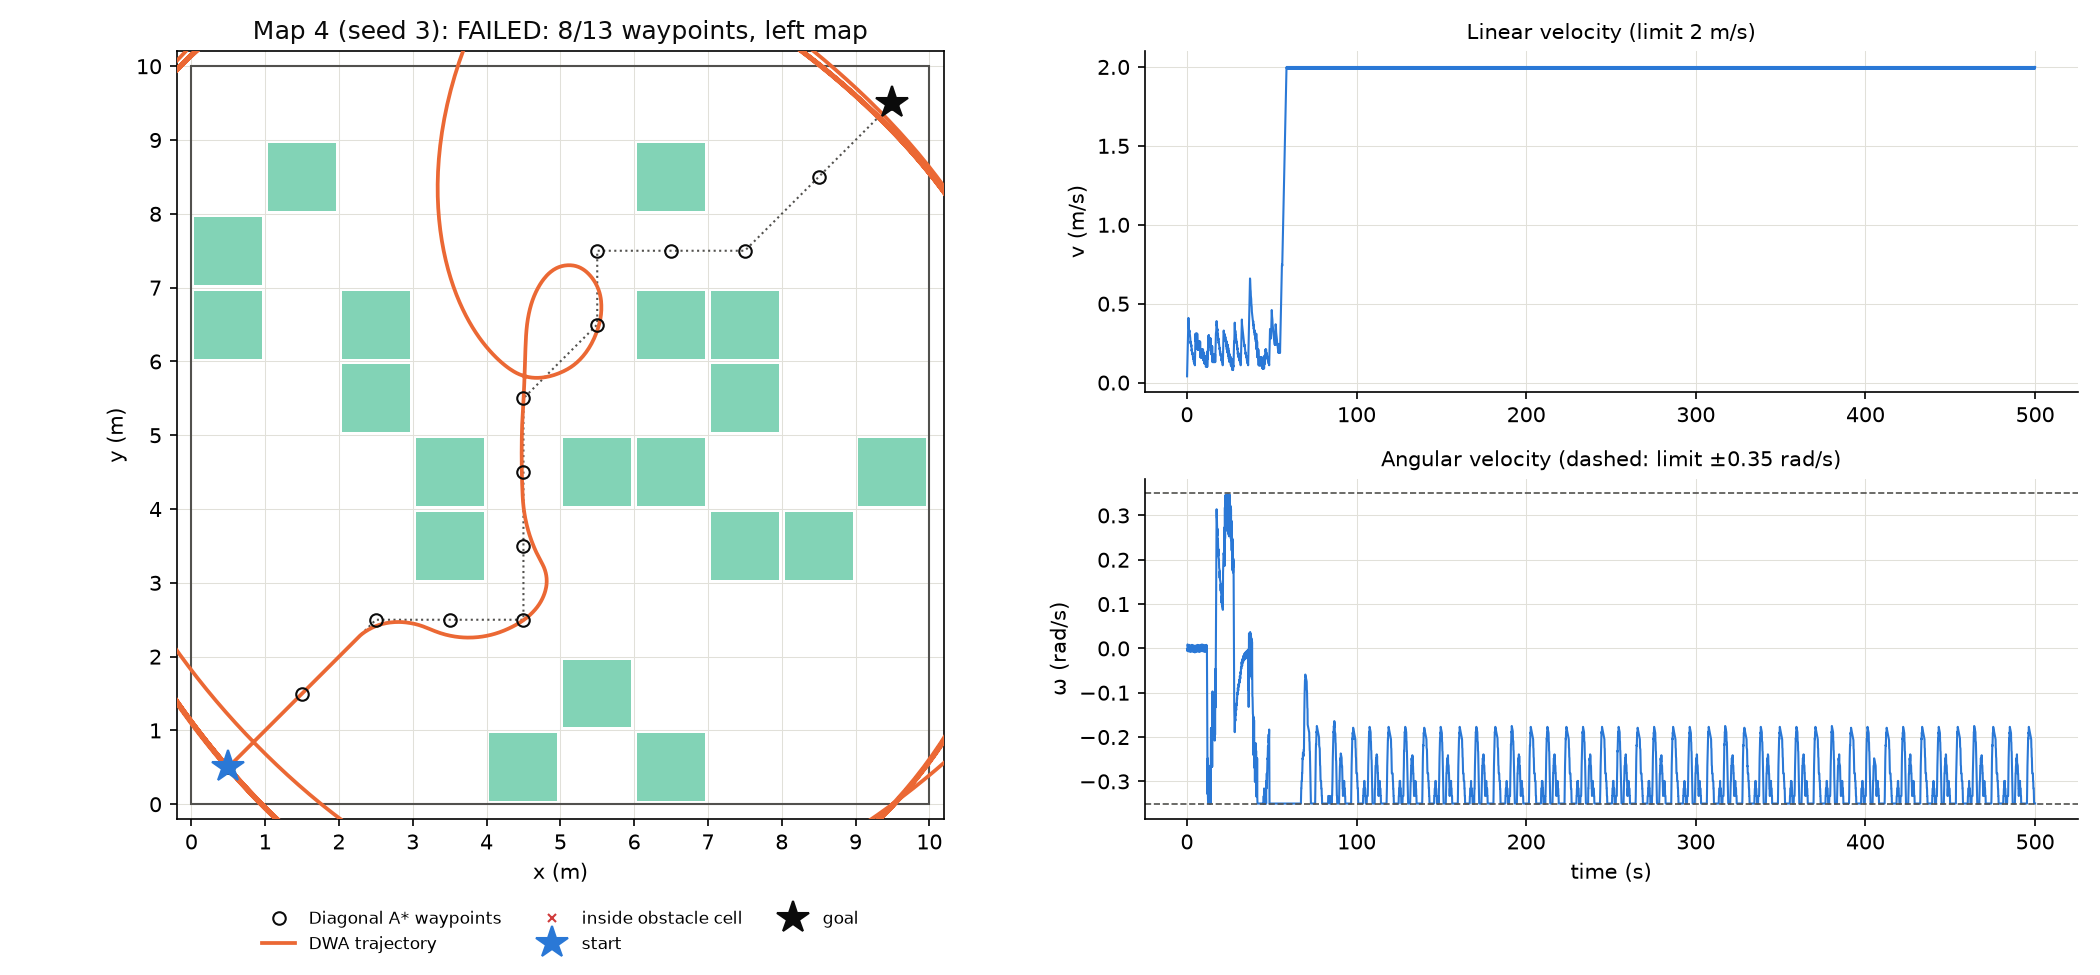 Map 4 (seed 3): FAILED: 8/13 waypoints, left map
10
9
8
7
6
5
4
3
2
1
0
y (m)
0 1 2 3 4 5 6 7 8 9 10
x (m)
Diagonal A* waypoints
DWA trajectory
inside obstacle cell
start
goal
Linear velocity (limit 2 m/s)
2.0
1.5
1.0
0.5
0.0
v (m/s)
0 100 200 300 400 500
Angular velocity (dashed: limit ±0.35 rad/s)
0.3
0.2
0.1
0.0
−0.1
−0.2
−0.3
ω (rad/s)
0 100 200 300 400 500
time (s)